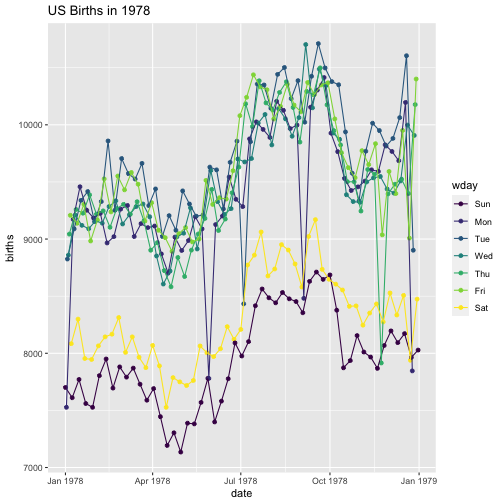 US Births in 1978
births
10000
9000
8000
7000
Jan 1978
Apr 1978
Jul 1978
Oct 1978
Jan 1979
date
wday
Sun
Mon
Tue
Wed
Thu
Fri
Sat